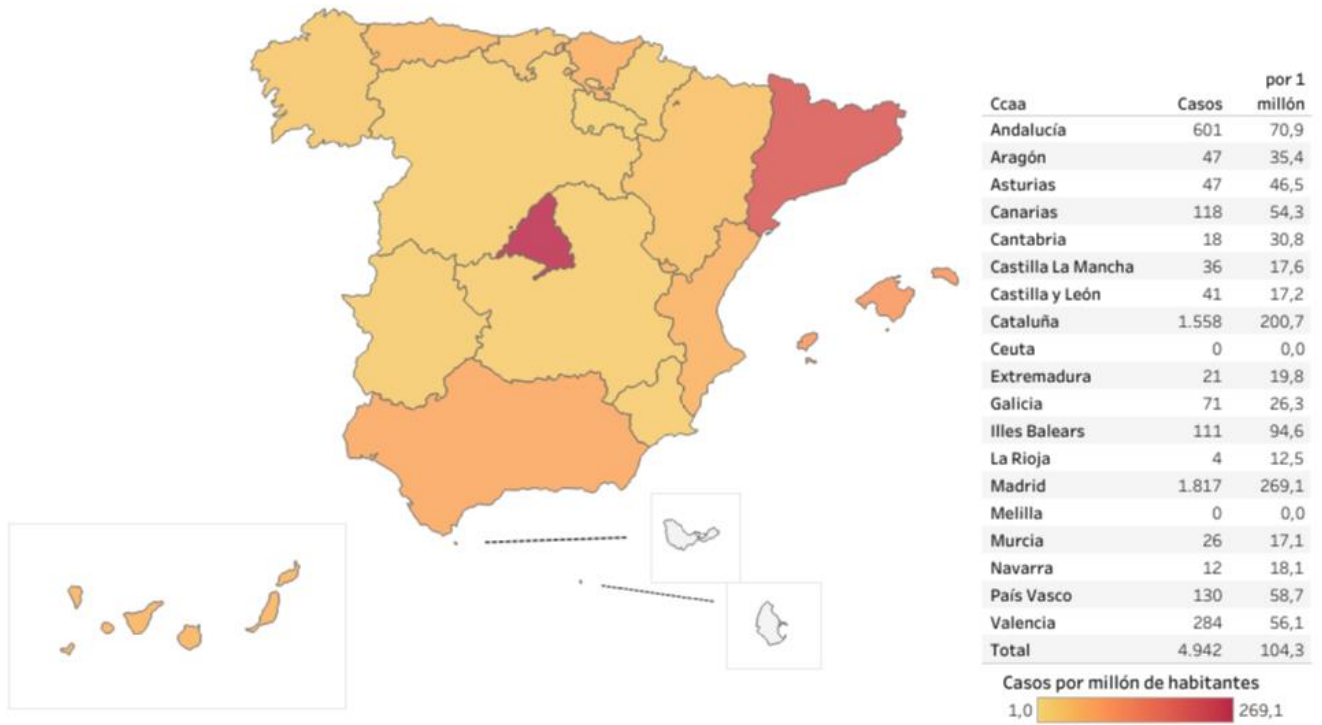 por 1
Ccaa Casos millón
Andalucía 601 70,9
Aragón 47 35,4
Asturias 47 46,5
Canarias 118 54,3
Cantabria 18 30,8
Castilla La Mancha 36 17,6
Castilla y León 41 17,2
Cataluña 1.558 200,7
Ceuta 0 0,0
Extremadura 21 19,8
Galicia 71 26,3
Illes Balears 111 94,6
La Rioja 4 12,5
Madrid 1.817 269,1
Melilla 0 0,0
Murcia 26 17,1
Navarra 12 18,1
País Vasco 130 58,7
Valencia 284 56,1
Total 4.942 104,3
Casos por millón de habitantes
1,0 269,1